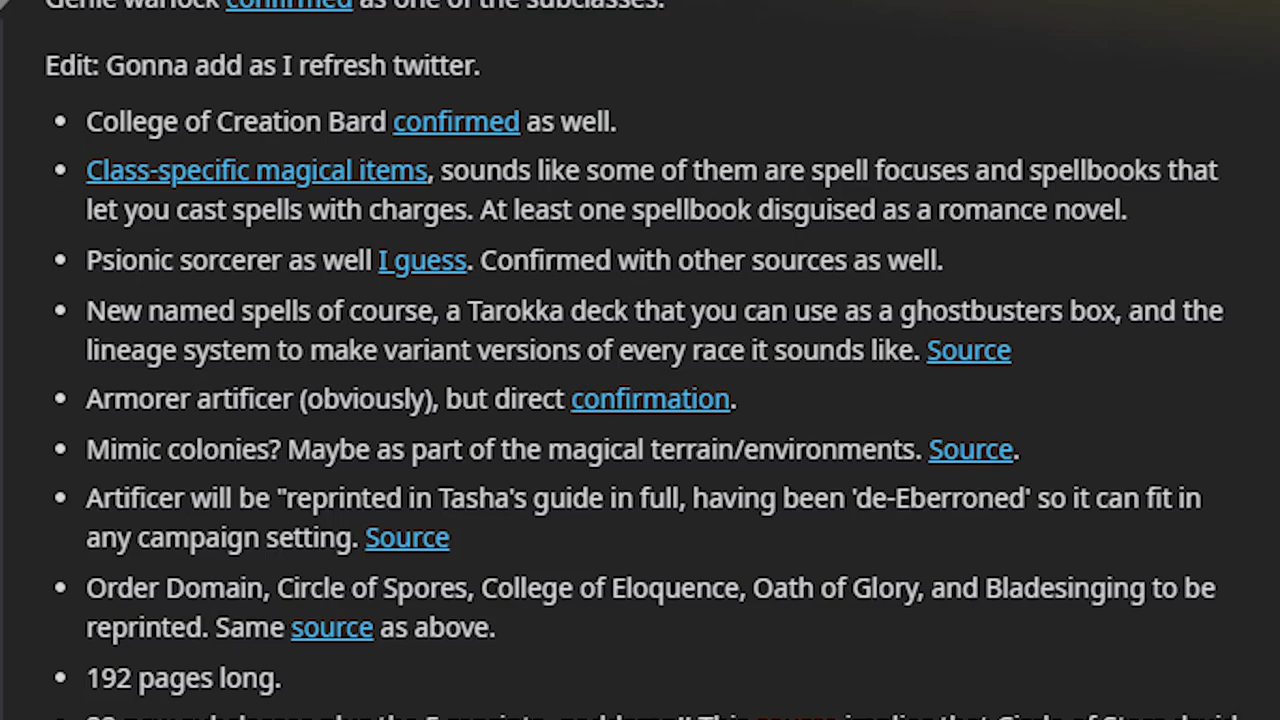 Genie warlock confirmed as one of the subclasses.
Edit: Gonna add as I refresh twitter.
• College of Creation Bard confirmed as well.
• Class-specific magical items, sounds like some of them are spell focuses and spellbooks that
let you cast spells with charges. At least one spellbook disguised as a romance novel.
• Psionic sorcerer as well I guess. Confirmed with other sources as well.
• New named spells of course, a Tarokka deck that you can use as a ghostbusters box, and the
lineage system to make variant versions of every race it sounds like. Source
• Armorer artificer (obviously), but direct confirmation.
• Mimic colonies? Maybe as part of the magical terrain/environments. Source.
• Artificer will be "reprinted in Tasha's guide in full, having been 'de-Eberroned' so it can fit in
any campaign setting. Source
• Order Domain, Circle of Spores, College of Eloquence, Oath of Glory, and Bladesinging to be
reprinted. Same source as above.
• 192 pages long.